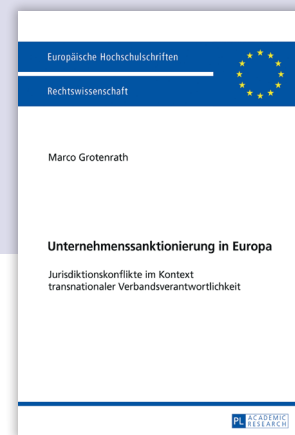 Europäische Hochschulschriften
Rechtswissenschaft
Marco Grotenrath
Unternehmenssanktionierung in Europa
Jurisdiktionskonflikte im Kontext
transnationaler Verbandsverantwortlichkeit
PL ACADEMIC
RESEARCH